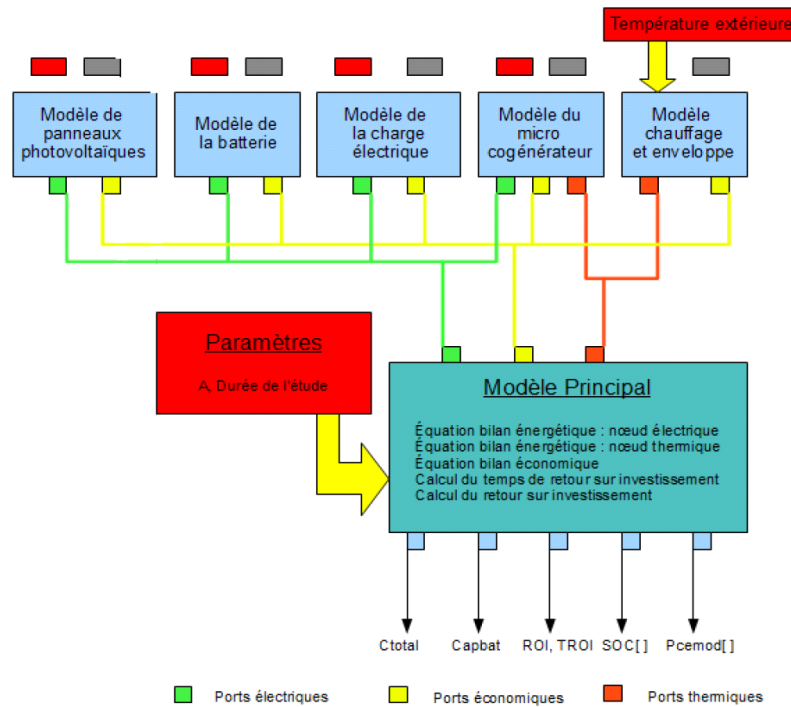 Température extérieure
Modèle de
panneaux
photovoltaïques
Modèle de
la batterie
Modèle de
la charge
électrique
Modèle du
micro
cogénérateur
Modèle
chauffage
et enveloppe
Paramètres
A, Durée de l'étude
Modèle Principal
Équation bilan énergétique : nœud électrique
Équation bilan énergétique : nœud thermique
Équation bilan économique
Calcul du temps de retour sur investissement
Calcul du retour sur investissement
Ctotal
Capbat
ROI, TROI
SOC[ ]
Pcemod[ ]
Ports électriques
Ports économiques
Ports thermiques